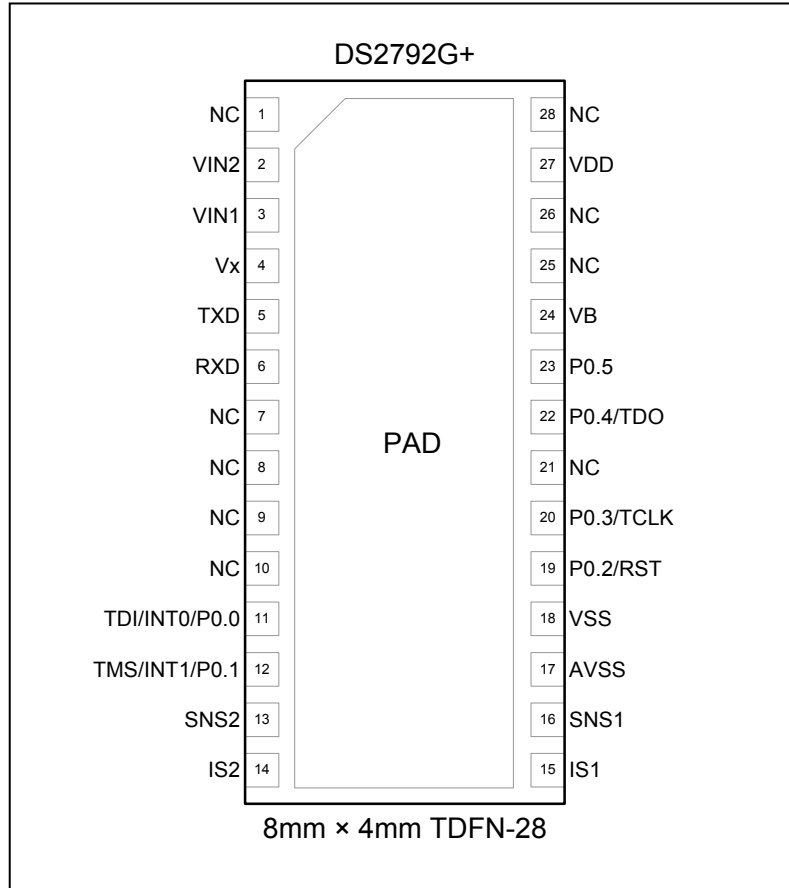 DS2792G+
NC 1 28 NC
VIN2 2 27 VDD
VIN1 3 26 NC
Vx 4 25 NC
TXD 5 24 VB
RXD 6 23 P0.5
NC 7 22 P0.4/TDO
PAD
NC 8 21 NC
NC 9 20 P0.3/TCLK
NC 10 19 P0.2/RST
TDI/INT0/P0.0 11 18 VSS
TMS/INT1/P0.1 12 17 AVSS
SNS2 13 16 SNS1
IS2 14 15 IS1
8mm × 4mm TDFN-28